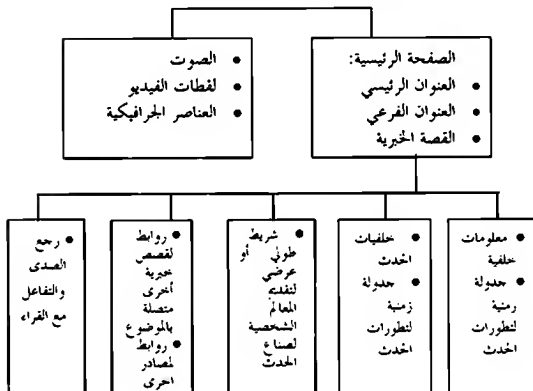 الصفحة الرئيسية:
• العنوان الرئيسي
• العنوان الفرعي
• القصة الخبرية
• الصوت
• لقطات الفيديو
• العناصر الجرافيكية
• معلومات
خلفية
• جدولة
زمنية
لتطورات
الحدث
• خلفيات
الحدث
• جدولة
زمنية
لتطورات
الحدث
• شريط
طولي أو
عرضي
لتقديم
المعالم
الشخصية
لصناع
الحدث
• روابط
لقصص
خبرية
أخرى
متصلة
بالموضوع
• روابط
لمصادر
اخرى
• رجع
الصدى
والتفاعل
مع القراء